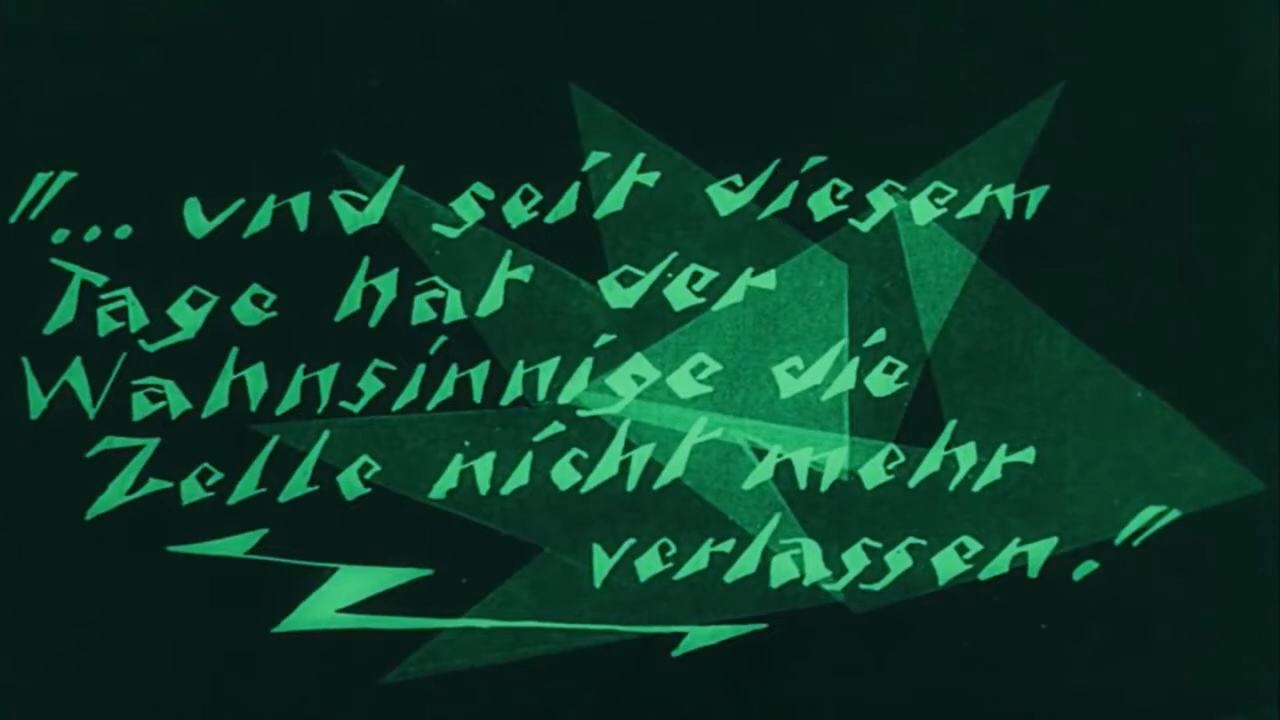 "... und seit diesem
Tage hat der
Wahnsinnige die
Zelle nicht mehr
verlassen."